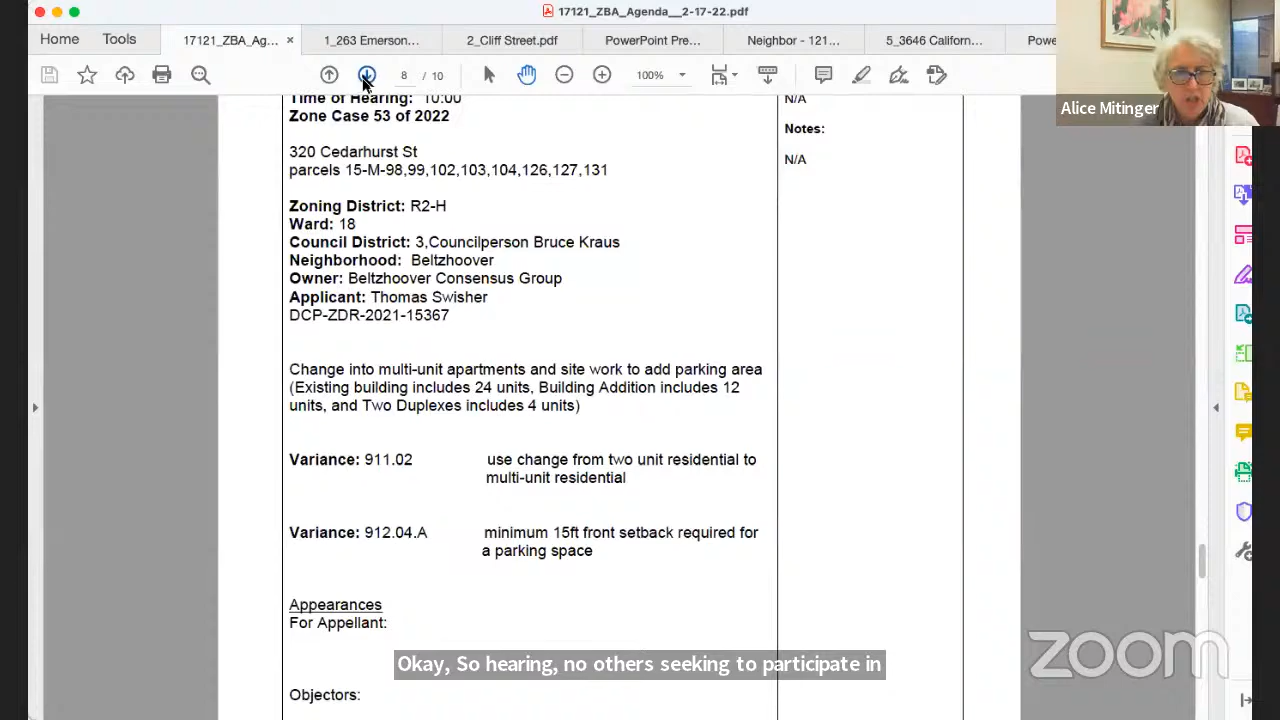 17121_ZBA_Agenda__2-17-22.pdf
Home Tools 17121_ZBA_Ag... × 1_263 Emerson... 2_Cliff Street.pdf PowerPoint Pre... Neighbor - 121... 5_3646 Californ... Powe
8 / 10 100%
Alice Mitinger
Time of Hearing: 10:00
Zone Case 53 of 2022
320 Cedarhurst St
parcels 15-M-98,99,102,103,104,126,127,131
Zoning District: R2-H
Ward: 18
Council District: 3,Councilperson Bruce Kraus
Neighborhood: Beltzhoover
Owner: Beltzhoover Consensus Group
Applicant: Thomas Swisher
DCP-ZDR-2021-15367
Change into multi-unit apartments and site work to add parking area
(Existing building includes 24 units, Building Addition includes 12
units, and Two Duplexes includes 4 units)
Variance: 911.02 use change from two unit residential to
multi-unit residential
Variance: 912.04.A minimum 15ft front setback required for
a parking space
Appearances
For Appellant:
Objectors:
N/A
Notes:
N/A
Okay, So hearing, no others seeking to participate in
zoom